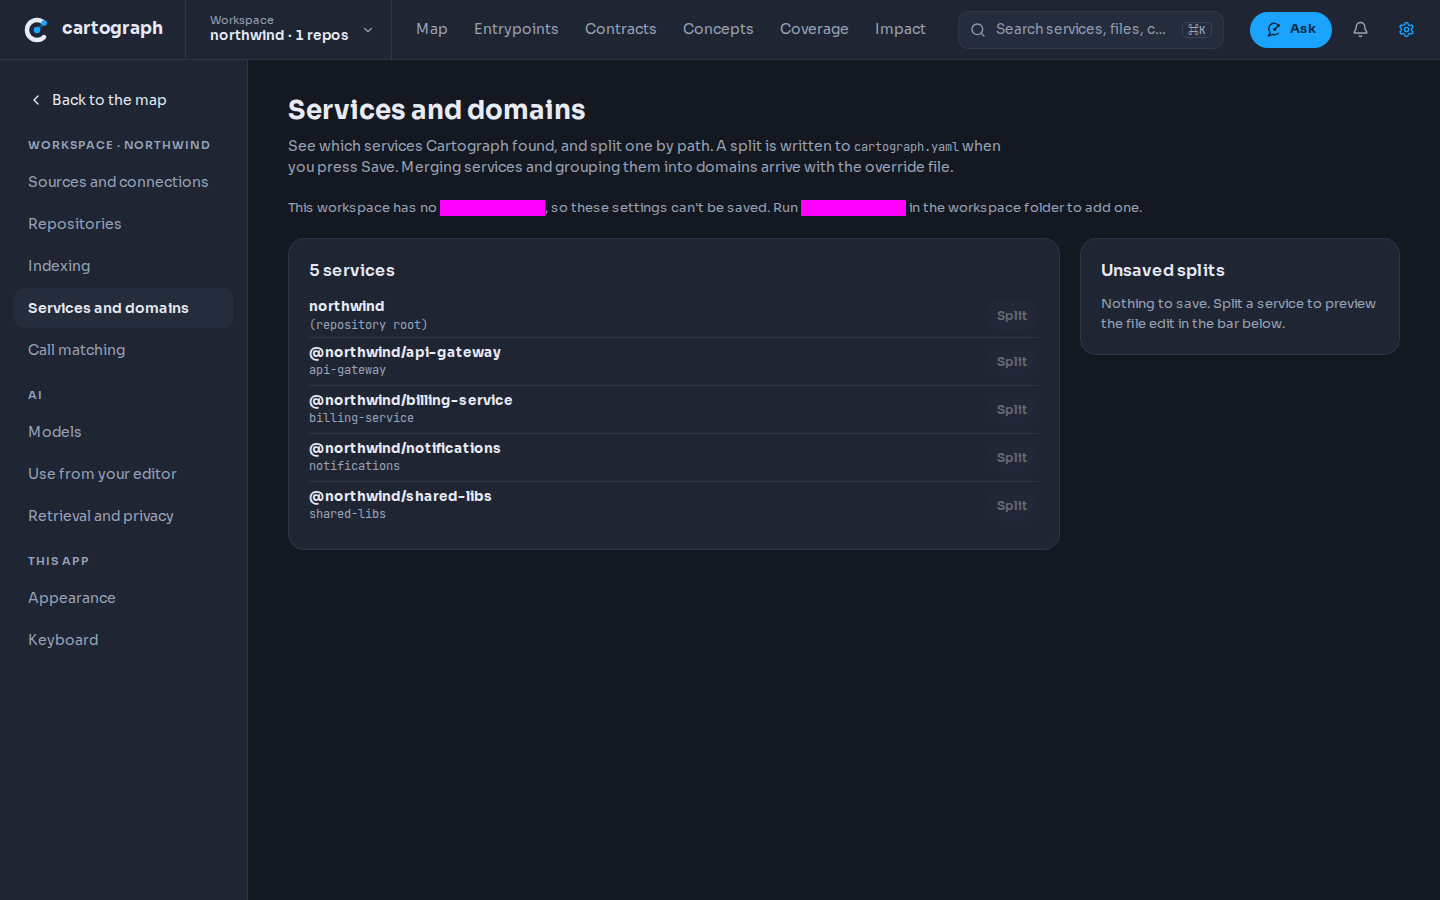 cartograph
Workspace
northwind · 1 repos
Map
Entrypoints
Contracts
Concepts
Coverage
Impact
Search services, files, c...
⌘K
Ask
Back to the map
WORKSPACE · NORTHWIND
Sources and connections
Repositories
Indexing
Services and domains
Call matching
AI
Models
Use from your editor
Retrieval and privacy
THIS APP
Appearance
Keyboard
Services and domains
See which services Cartograph found, and split one by path. A split is written to cartograph.yaml when
you press Save. Merging services and grouping them into domains arrive with the override file.
This workspace has no , so these settings can't be saved. Run in the workspace folder to add one.
5 services
northwind
(repository root)
Split
@northwind/api-gateway
api-gateway
Split
@northwind/billing-service
billing-service
Split
@northwind/notifications
notifications
Split
@northwind/shared-libs
shared-libs
Split
Unsaved splits
Nothing to save. Split a service to preview
the file edit in the bar below.